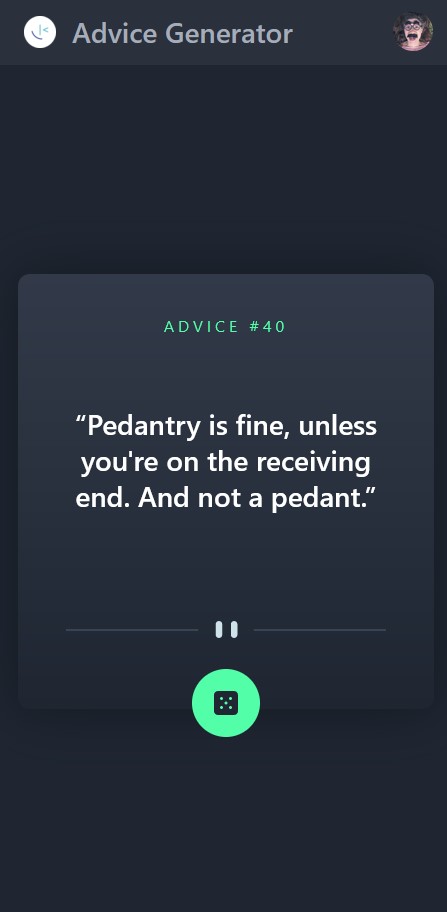 Advice Generator
ADVICE #40
“Pedantry is fine, unless
you're on the receiving
end. And not a pedant.”